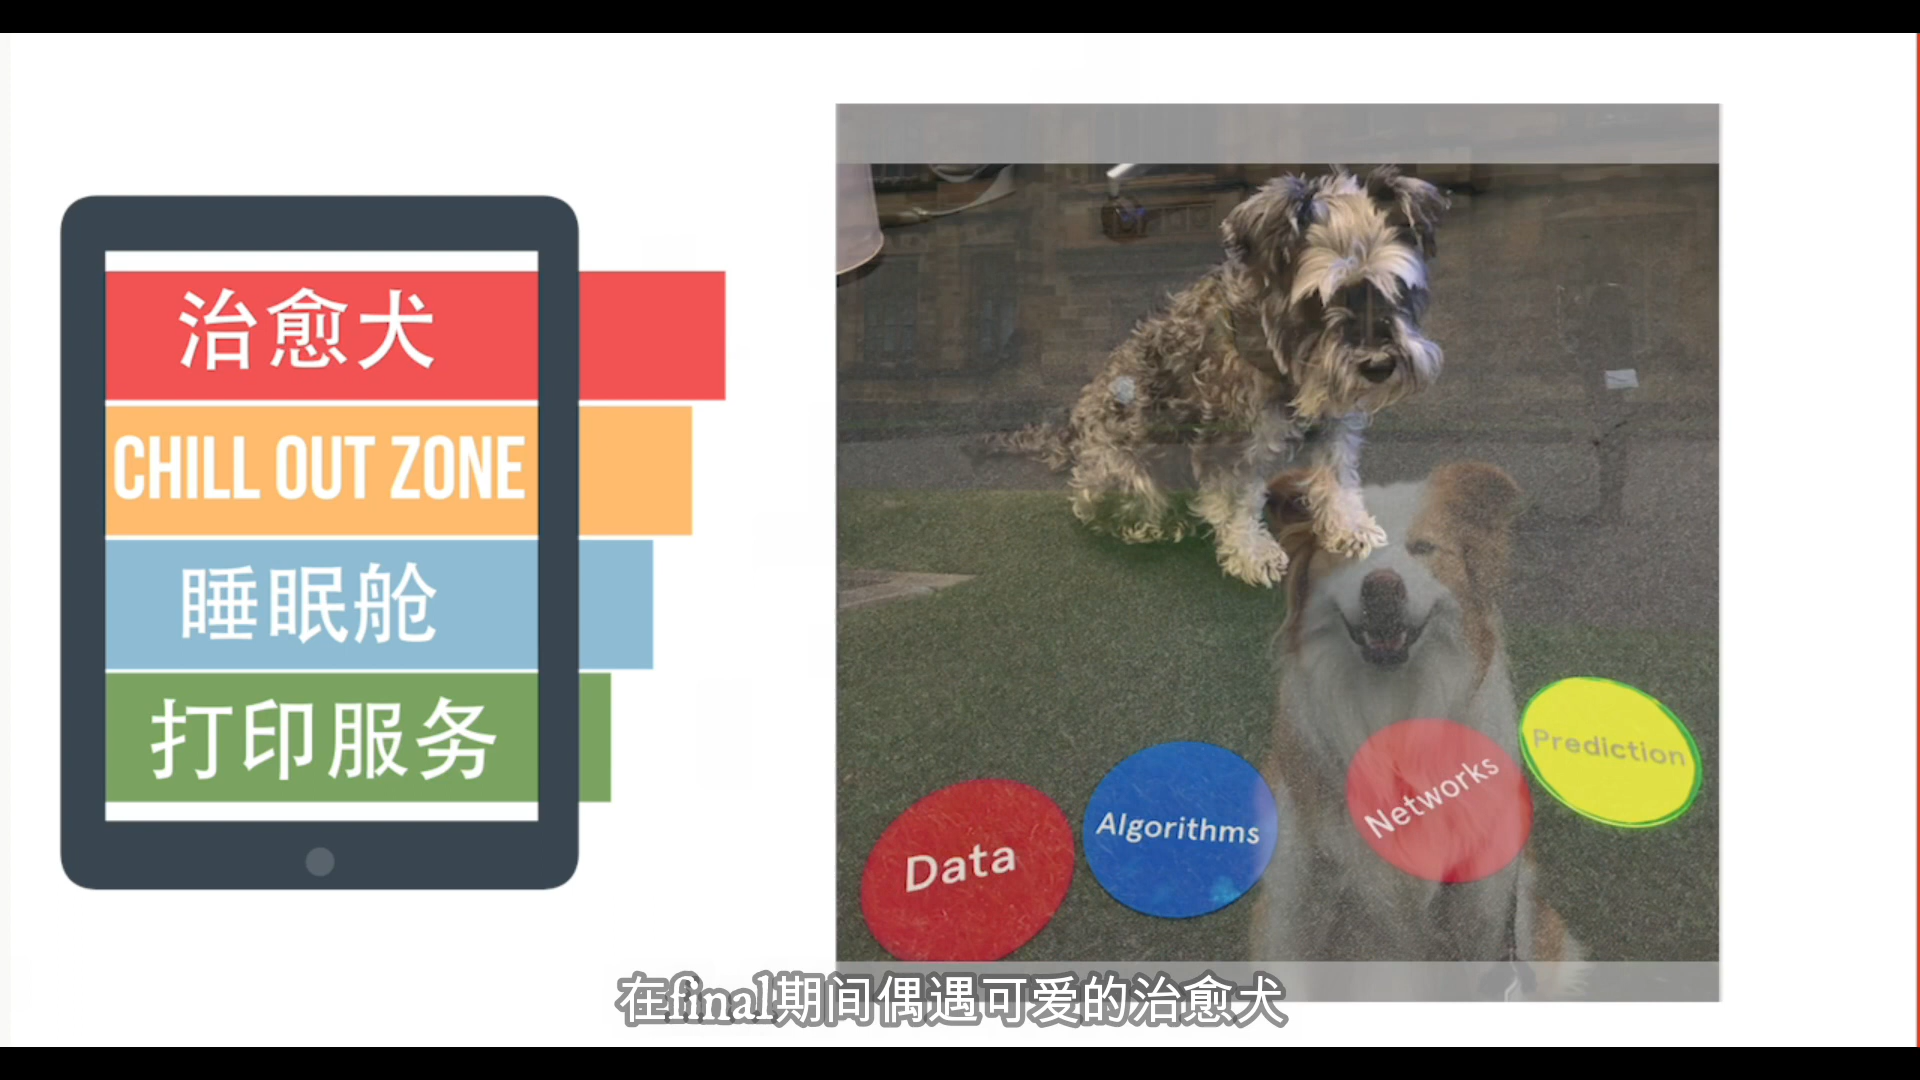 治愈犬
CHILL OUT ZONE
睡眠舱
打印服务
Data
Algorithms
Networks
Prediction
在final期间偶遇可爱的治愈犬